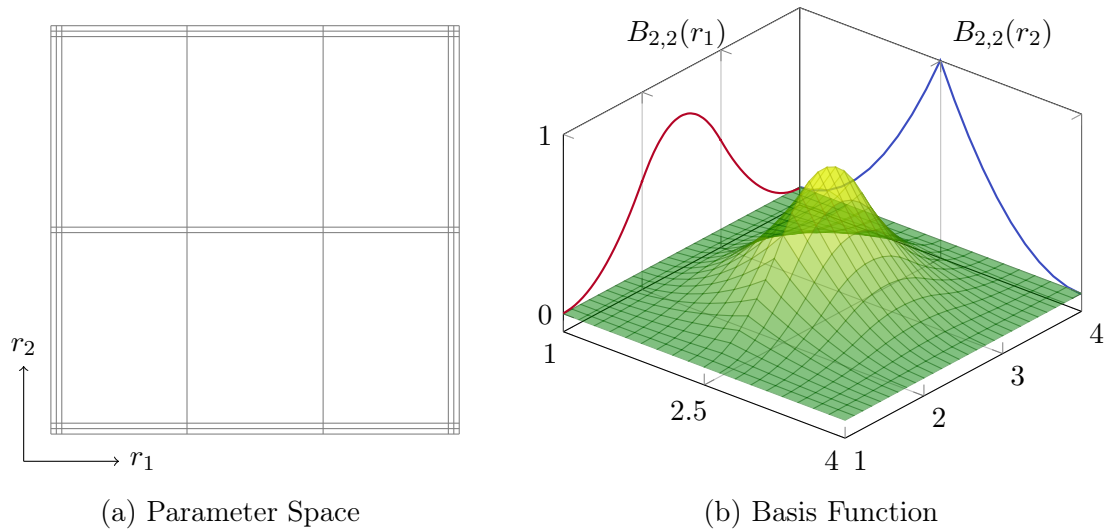 r₂
r₁
(a) Parameter Space
B₂,₂(r₁)
B₂,₂(r₂)
1
0
1
2.5
4
1
2
3
4
(b) Basis Function